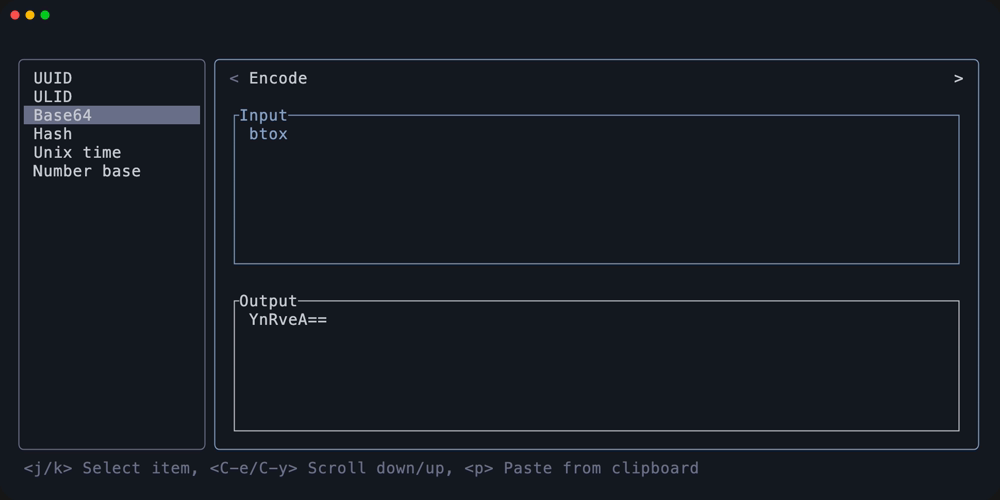 UUID
ULID
Base64
Hash
Unix time
Number base
< Encode >
Input
btox
Output
YnRveA==
<j/k> Select item, <C-e/C-y> Scroll down/up, <p> Paste from clipboard